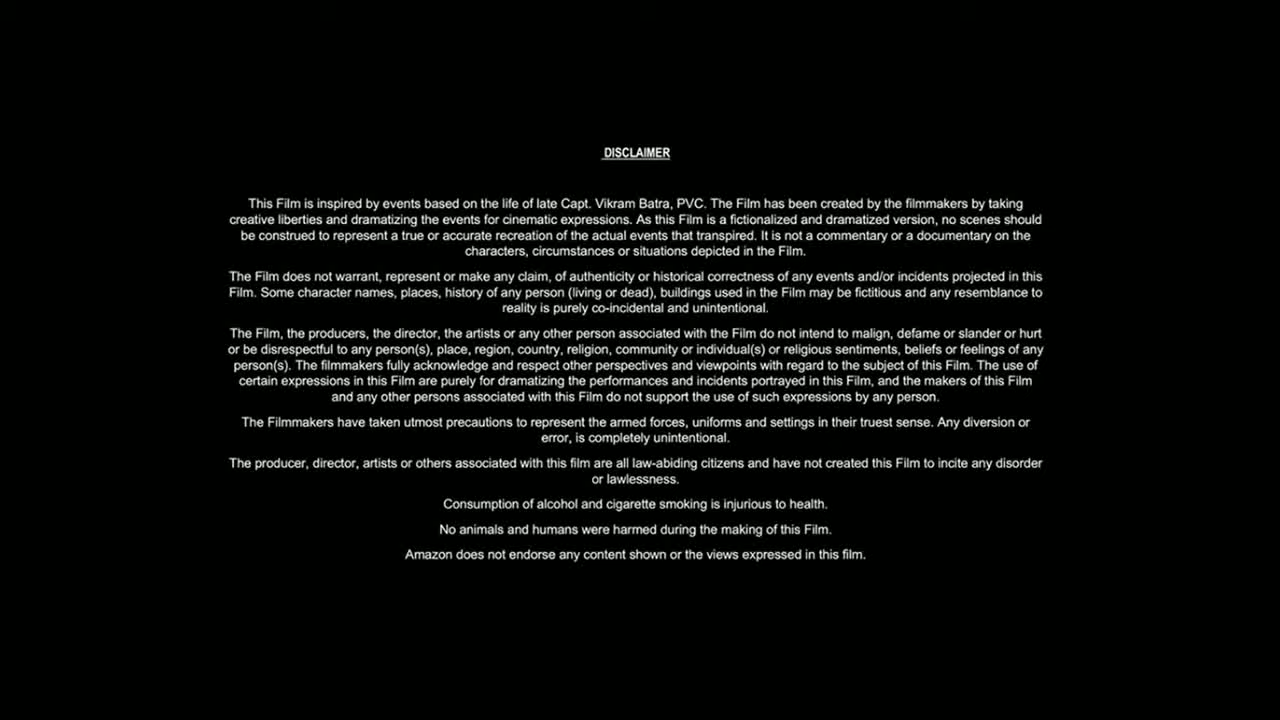 DISCLAIMER
This Film is inspired by events based on the life of late Capt. Vikram Batra, PVC. The Film has been created by the filmmakers by taking
creative liberties and dramatizing the events for cinematic expressions. As this Film is a fictionalized and dramatized version, no scenes should
be construed to represent a true or accurate recreation of the actual events that transpired. It is not a commentary or a documentary on the
characters, circumstances or situations depicted in the Film.
The Film does not warrant, represent or make any claim, of authenticity or historical correctness of any events and/or incidents projected in this
Film. Some character names, places, history of any person (living or dead), buildings used in the Film may be fictitious and any resemblance to
reality is purely co-incidental and unintentional.
The Film, the producers, the director, the artists or any other person associated with the Film do not intend to malign, defame or slander or hurt
or be disrespectful to any person(s), place, region, country, religion, community or individual(s) or religious sentiments, beliefs or feelings of any
person(s). The filmmakers fully acknowledge and respect other perspectives and viewpoints with regard to the subject of this Film. The use of
certain expressions in this Film are purely for dramatizing the performances and incidents portrayed in this Film, and the makers of this Film
and any other persons associated with this Film do not support the use of such expressions by any person.
The Filmmakers have taken utmost precautions to represent the armed forces, uniforms and settings in their truest sense. Any diversion or
error, is completely unintentional.
The producer, director, artists or others associated with this film are all law-abiding citizens and have not created this Film to incite any disorder
or lawlessness.
Consumption of alcohol and cigarette smoking is injurious to health.
No animals and humans were harmed during the making of this Film.
Amazon does not endorse any content shown or the views expressed in this film.